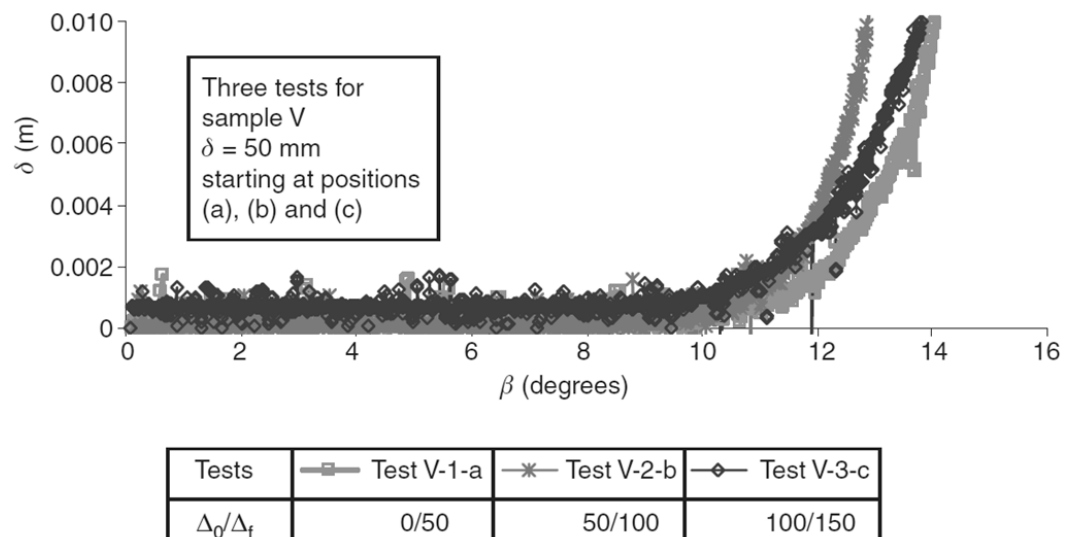 0.010
0.008
0.006
0.004
0.002
0
δ (m)
Three tests for
sample V
δ = 50 mm
starting at positions
(a), (b) and (c)
0 2 4 6 8 10 12 14 16
β (degrees)
Tests Test V-1-a Test V-2-b Test V-3-c
Δ0/Δf 0/50 50/100 100/150